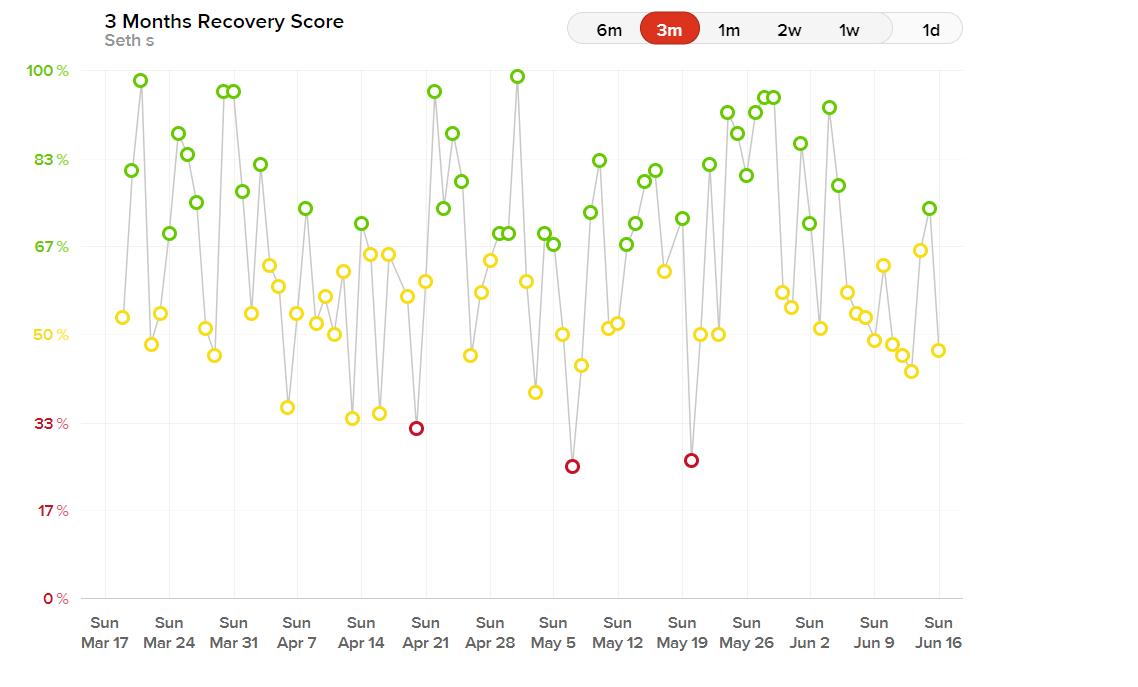 3 Months Recovery Score
Seth s
6m 3m 1m 2w 1w 1d
100 %
83 %
67 %
50 %
33 %
17 %
0 %
Sun Sun Sun Sun Sun Sun Sun Sun Sun Sun Sun Sun Sun Sun
Mar 17 Mar 24 Mar 31 Apr 7 Apr 14 Apr 21 Apr 28 May 5 May 12 May 19 May 26 Jun 2 Jun 9 Jun 16